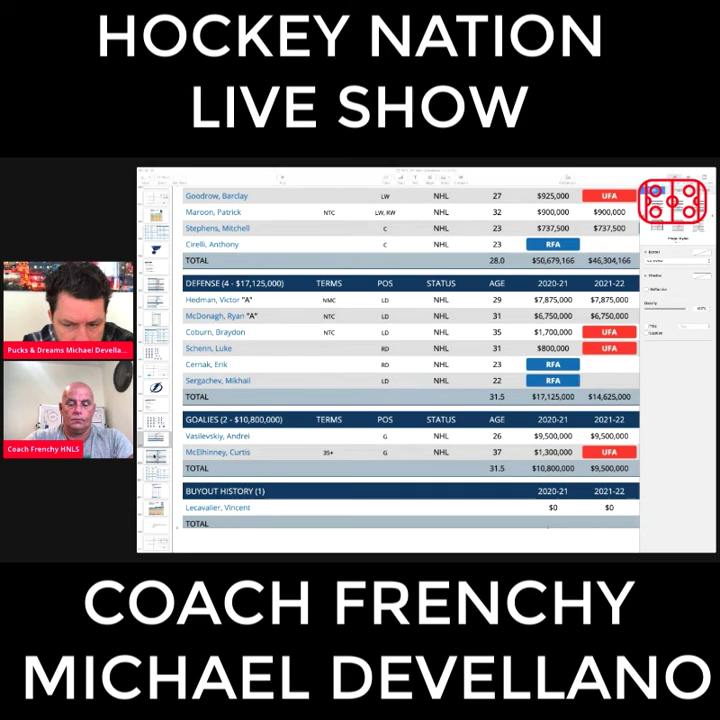 HOCKEY NATION
LIVE SHOW
Goodrow, Barclay LW NHL 27 $925,000 UFA
Maroon, Patrick NTC LW, RW NHL 32 $900,000 $900,000
Stephens, Mitchell C NHL 23 $737,500 $737,500
Cirelli, Anthony C NHL 23 RFA
TOTAL 28.0 $50,679,166 $46,304,166
DEFENSE (4 - $17,125,000) TERMS POS STATUS AGE 2020-21 2021-22
Hedman, Victor "A" NMC LD NHL 29 $7,875,000 $7,875,000
McDonagh, Ryan "A" NTC LD NHL 31 $6,750,000 $6,750,000
Coburn, Braydon NTC LD NHL 35 $1,700,000 UFA
Schenn, Luke RD NHL 31 $800,000 UFA
Cernak, Erik RD NHL 23 RFA
Sergachev, Mikhail LD NHL 22 RFA
TOTAL 31.5 $17,125,000 $14,625,000
GOALIES (2 - $10,800,000) TERMS POS STATUS AGE 2020-21 2021-22
Vasilevskiy, Andrei G NHL 26 $9,500,000 $9,500,000
McElhinney, Curtis 35+ G NHL 37 $1,300,000 UFA
TOTAL 31.5 $10,800,000 $9,500,000
BUYOUT HISTORY (1) 2020-21 2021-22
Lecavalier, Vincent $0 $0
TOTAL
Pucks & Dreams Michael Devella...
Coach Frenchy HNLS
COACH FRENCHY
MICHAEL DEVELLANO